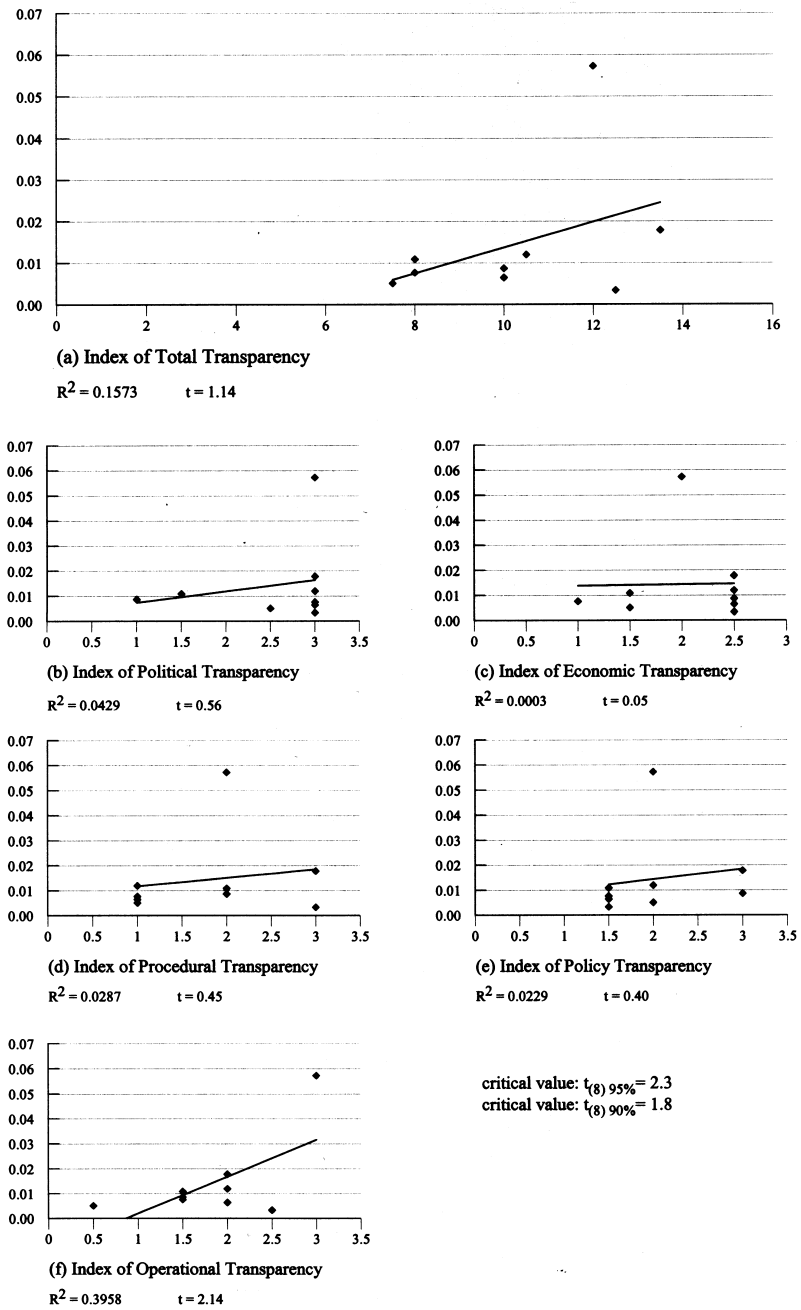 0.07
0.06
0.05
0.04
0.03
0.02
0.01
0.00
0 2 4 6 8 10 12 14 16
(a) Index of Total Transparency
R2 = 0.1573 t = 1.14
0.07
0.06
0.05
0.04
0.03
0.02
0.01
0.00
0 0.5 1 1.5 2 2.5 3 3.5
(b) Index of Political Transparency
R2 = 0.0429 t = 0.56
0.07
0.06
0.05
0.04
0.03
0.02
0.01
0.00
0 0.5 1 1.5 2 2.5 3
(c) Index of Economic Transparency
R2 = 0.0003 t = 0.05
0.07
0.06
0.05
0.04
0.03
0.02
0.01
0.00
0 0.5 1 1.5 2 2.5 3 3.5
(d) Index of Procedural Transparency
R2 = 0.0287 t = 0.45
0.07
0.06
0.05
0.04
0.03
0.02
0.01
0.00
0 0.5 1 1.5 2 2.5 3 3.5
(e) Index of Policy Transparency
R2 = 0.0229 t = 0.40
0.07
0.06
0.05
0.04
0.03
0.02
0.01
0.00
0 0.5 1 1.5 2 2.5 3 3.5
(f) Index of Operational Transparency
R2 = 0.3958 t = 2.14
critical value: t(8) 95%= 2.3
critical value: t(8) 90%= 1.8